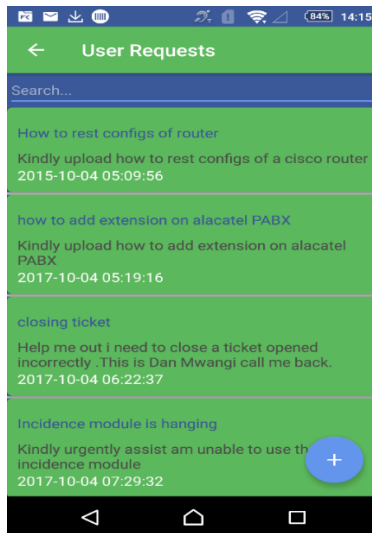 84% 14:15
User Requests
Search...
How to rest configs of router
Kindly upload how to rest configs of a cisco router
2015-10-04 05:09:56
how to add extension on alacatel PABX
Kindly upload how to add extension on alacatel
PABX
2017-10-04 05:19:16
closing ticket
Help me out i need to close a ticket opened
incorrectly .This is Dan Mwangi call me back.
2017-10-04 06:22:37
Incidence module is hanging
Kindly urgently assist am unable to use th
incidence module
2017-10-04 07:29:32